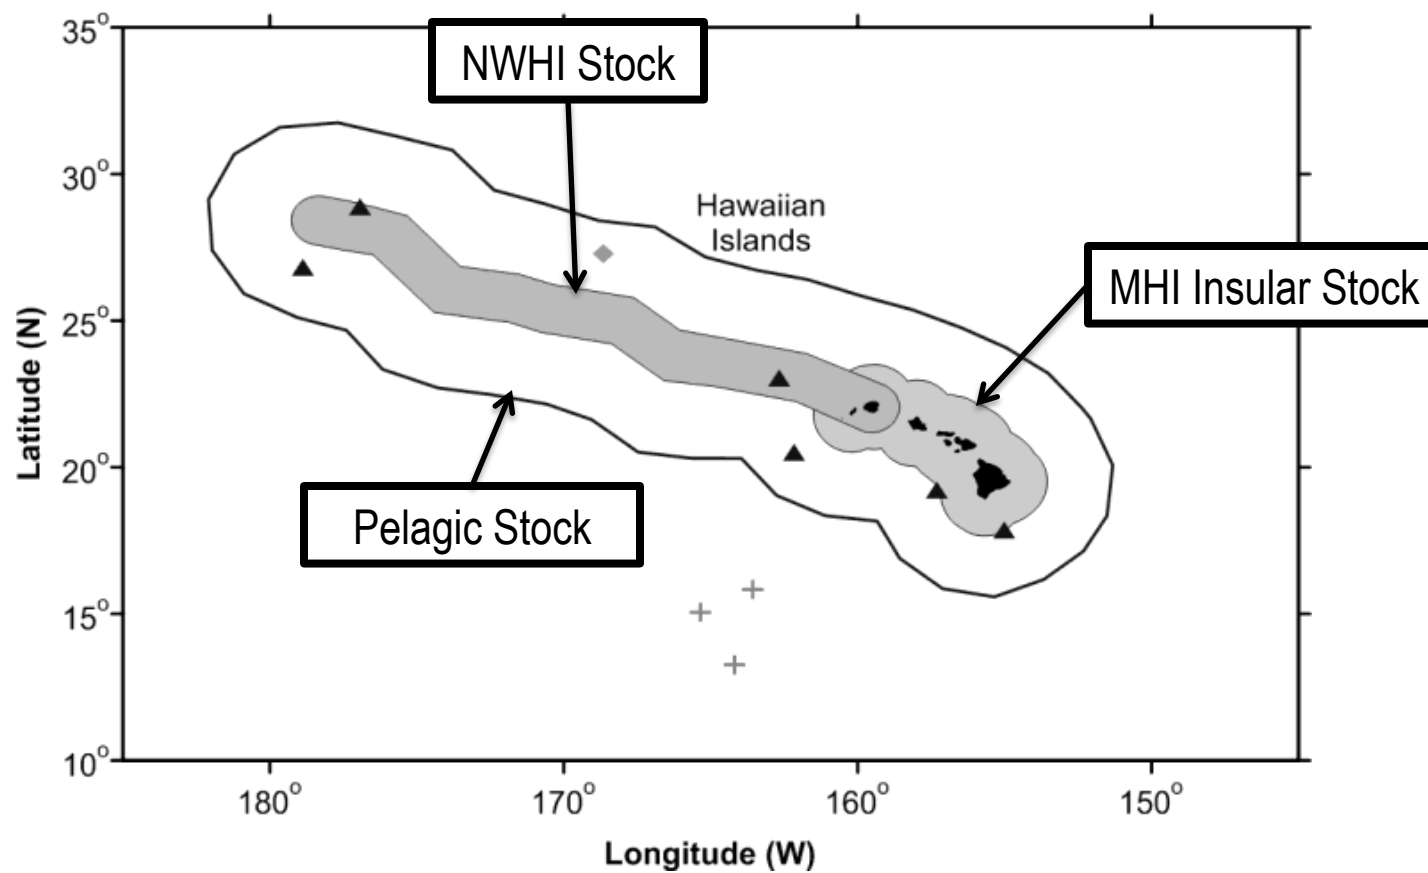 35°
NWHI Stock
30°
Hawaiian
Islands
MHI Insular Stock
25°
Latitude (N)
20°
Pelagic Stock
15°
10°
180°
170°
160°
150°
Longitude (W)